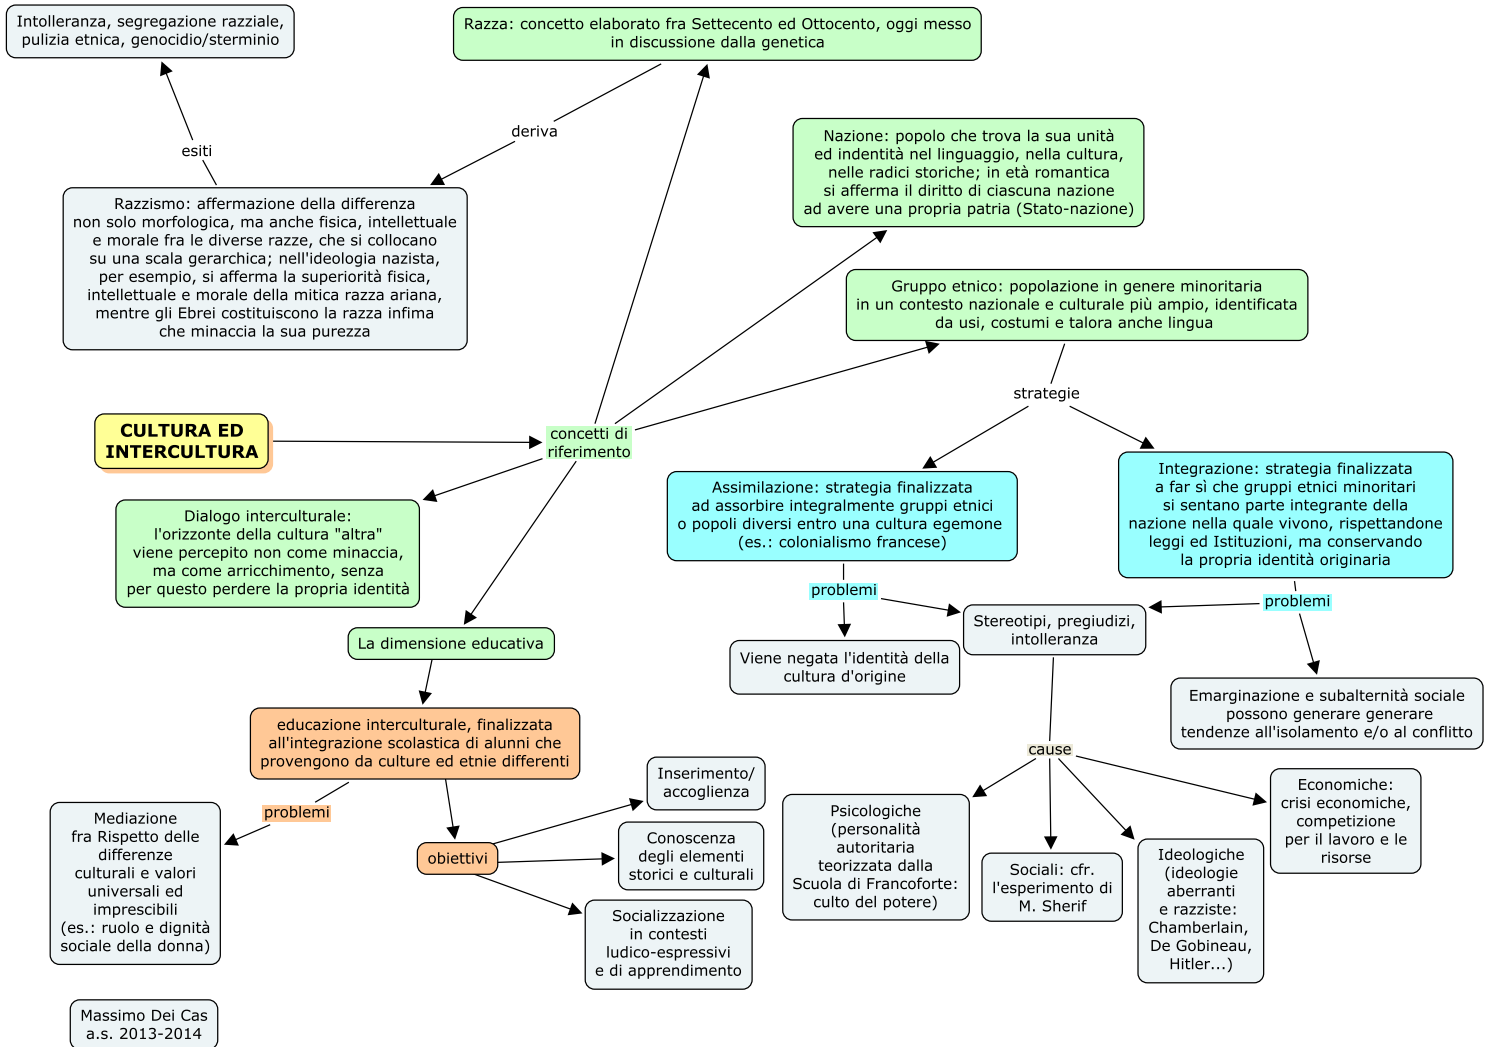 Intolleranza, segregazione razziale,
pulizia etnica, genocidio/sterminio
Razza: concetto elaborato fra Settecento ed Ottocento, oggi messo
in discussione dalla genetica
deriva
esiti
Nazione: popolo che trova la sua unità
ed indentità nel linguaggio, nella cultura,
nelle radici storiche; in età romantica
si afferma il diritto di ciascuna nazione
ad avere una propria patria (Stato-nazione)
Razzismo: affermazione della differenza
non solo morfologica, ma anche fisica, intellettuale
e morale fra le diverse razze, che si collocano
su una scala gerarchica; nell'ideologia nazista,
per esempio, si afferma la superiorità fisica,
intellettuale e morale della mitica razza ariana,
mentre gli Ebrei costituiscono la razza infima
che minaccia la sua purezza
Gruppo etnico: popolazione in genere minoritaria
in un contesto nazionale e culturale più ampio, identificata
da usi, costumi e talora anche lingua
strategie
CULTURA ED
INTERCULTURA
concetti di
riferimento
Assimilazione: strategia finalizzata
ad assorbire integralmente gruppi etnici
o popoli diversi entro una cultura egemone
(es.: colonialismo francese)
Integrazione: strategia finalizzata
a far sì che gruppi etnici minoritari
si sentano parte integrante della
nazione nella quale vivono, rispettandone
leggi ed Istituzioni, ma conservando
la propria identità originaria
Dialogo interculturale:
l'orizzonte della cultura "altra"
viene percepito non come minaccia,
ma come arricchimento, senza
per questo perdere la propria identità
problemi
problemi
Stereotipi, pregiudizi,
intolleranza
La dimensione educativa
Viene negata l'identità della
cultura d'origine
Emarginazione e subalternità sociale
possono generare generare
tendenze all'isolamento e/o al conflitto
educazione interculturale, finalizzata
all'integrazione scolastica di alunni che
provengono da culture ed etnie differenti
cause
problemi
Inserimento/
accoglienza
Mediazione
fra Rispetto delle
differenze
culturali e valori
universali ed
imprescibili
(es.: ruolo e dignità
sociale della donna)
obiettivi
Conoscenza
degli elementi
storici e culturali
Socializzazione
in contesti
ludico-espressivi
e di apprendimento
Psicologiche
(personalità
autoritaria
teorizzata dalla
Scuola di Francoforte:
culto del potere)
Sociali: cfr.
l'esperimento di
M. Sherif
Ideologiche
(ideologie
aberranti
e razziste:
Chamberlain,
De Gobineau,
Hitler...)
Economiche:
crisi economiche,
competizione
per il lavoro e le
risorse
Massimo Dei Cas
a.s. 2013-2014